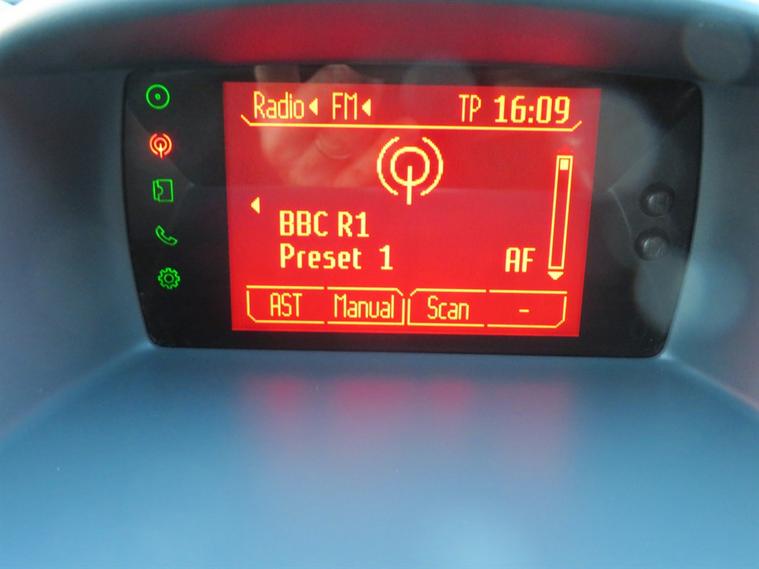 Radio FM TP 16:09
BBC R1
Preset 1 AF
AST Manual Scan -